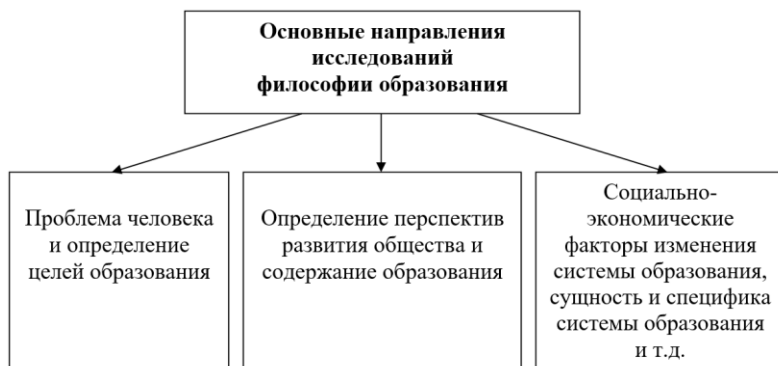 Основные направления
исследований
философии образования
Проблема человека
и определение
целей образования
Определение перспектив
развития общества и
содержание образования
Социально-
экономические
факторы изменения
системы образования,
сущность и специфика
системы образования
и т.д.